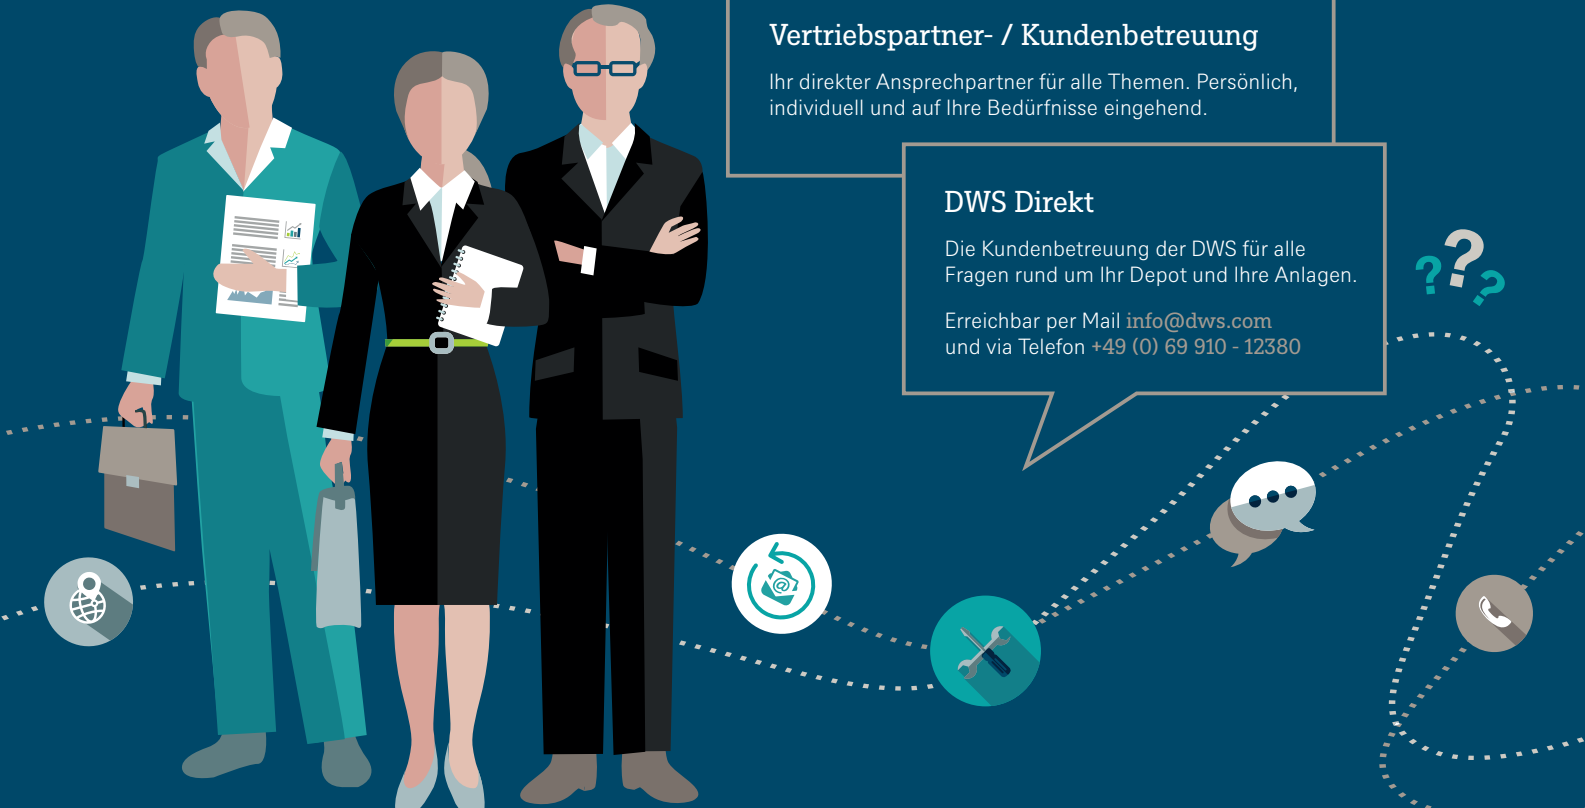 Vertriebspartner- / Kundenbetreuung
Ihr direkter Ansprechpartner für alle Themen. Persönlich,
individuell und auf Ihre Bedürfnisse eingehend.
DWS Direkt
Die Kundenbetreuung der DWS für alle
Fragen rund um Ihr Depot und Ihre Anlagen.
Erreichbar per Mail info@dws.com
und via Telefon +49 (0) 69 910 - 12380
???
@